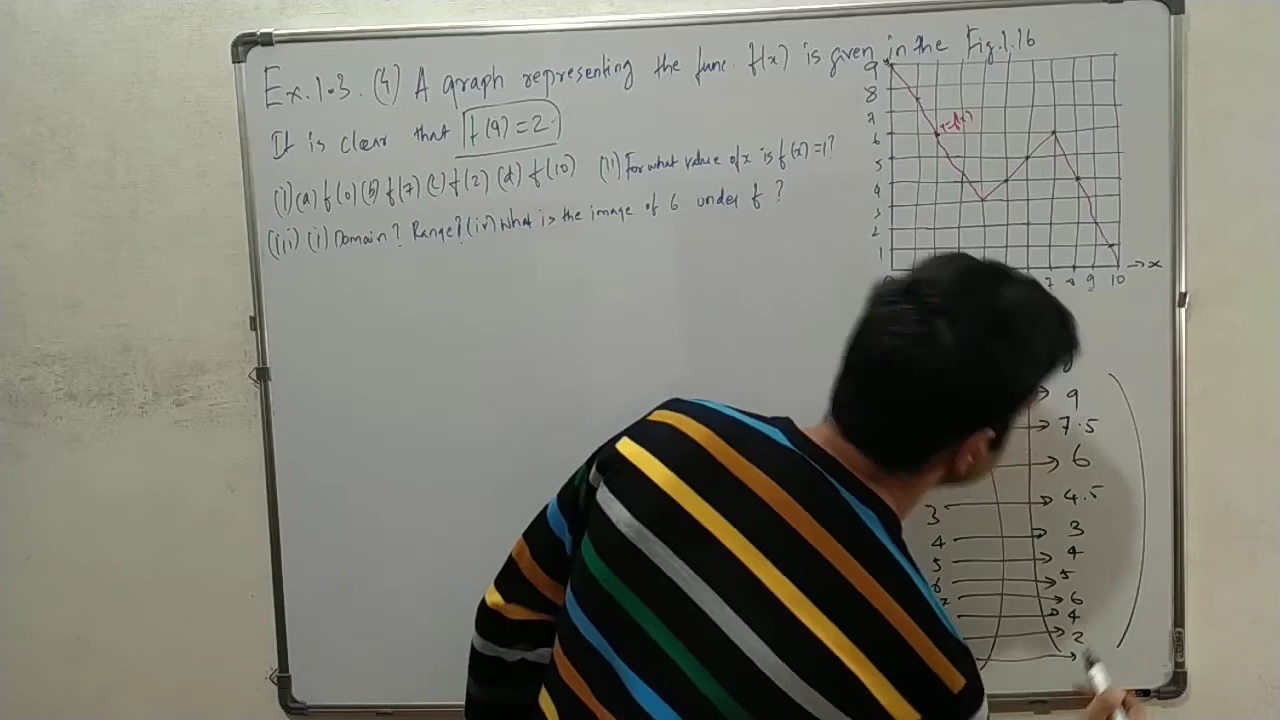 Ex.1.3. (4) A graph representing the func. f(x) is given in the Fig.1.16
It is clear that f(9)=2.
(i) (a) f(0) (b) f(7) (c) f(2) (d) f(10) (ii) For what value of x is f(x)=1?
(iii) (i) Domain? Range? (iv) What is the image of 6 under f?
9
8
7
6
5
4
3
2
1
y=f(x)
→x
7 8 9 10
9
7.5
6
3 4.5
4 3
5 4
6 5
7 6
4
2